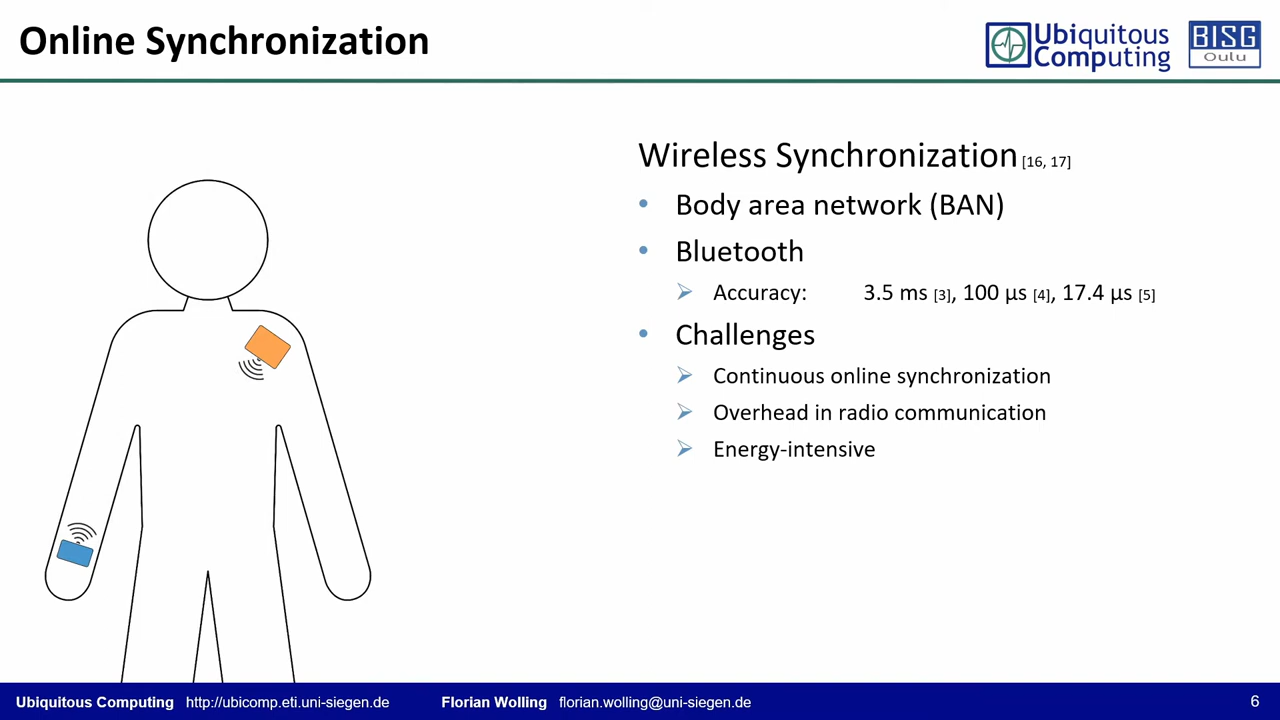 Online Synchronization
Ubiquitous
Computing
BISG
Oulu
Wireless Synchronization [16, 17]
• Body area network (BAN)
• Bluetooth
➢ Accuracy: 3.5 ms [3], 100 µs [4], 17.4 µs [5]
• Challenges
➢ Continuous online synchronization
➢ Overhead in radio communication
➢ Energy-intensive
Ubiquitous Computing http://ubicomp.eti.uni-siegen.de Florian Wolling florian.wolling@uni-siegen.de 6